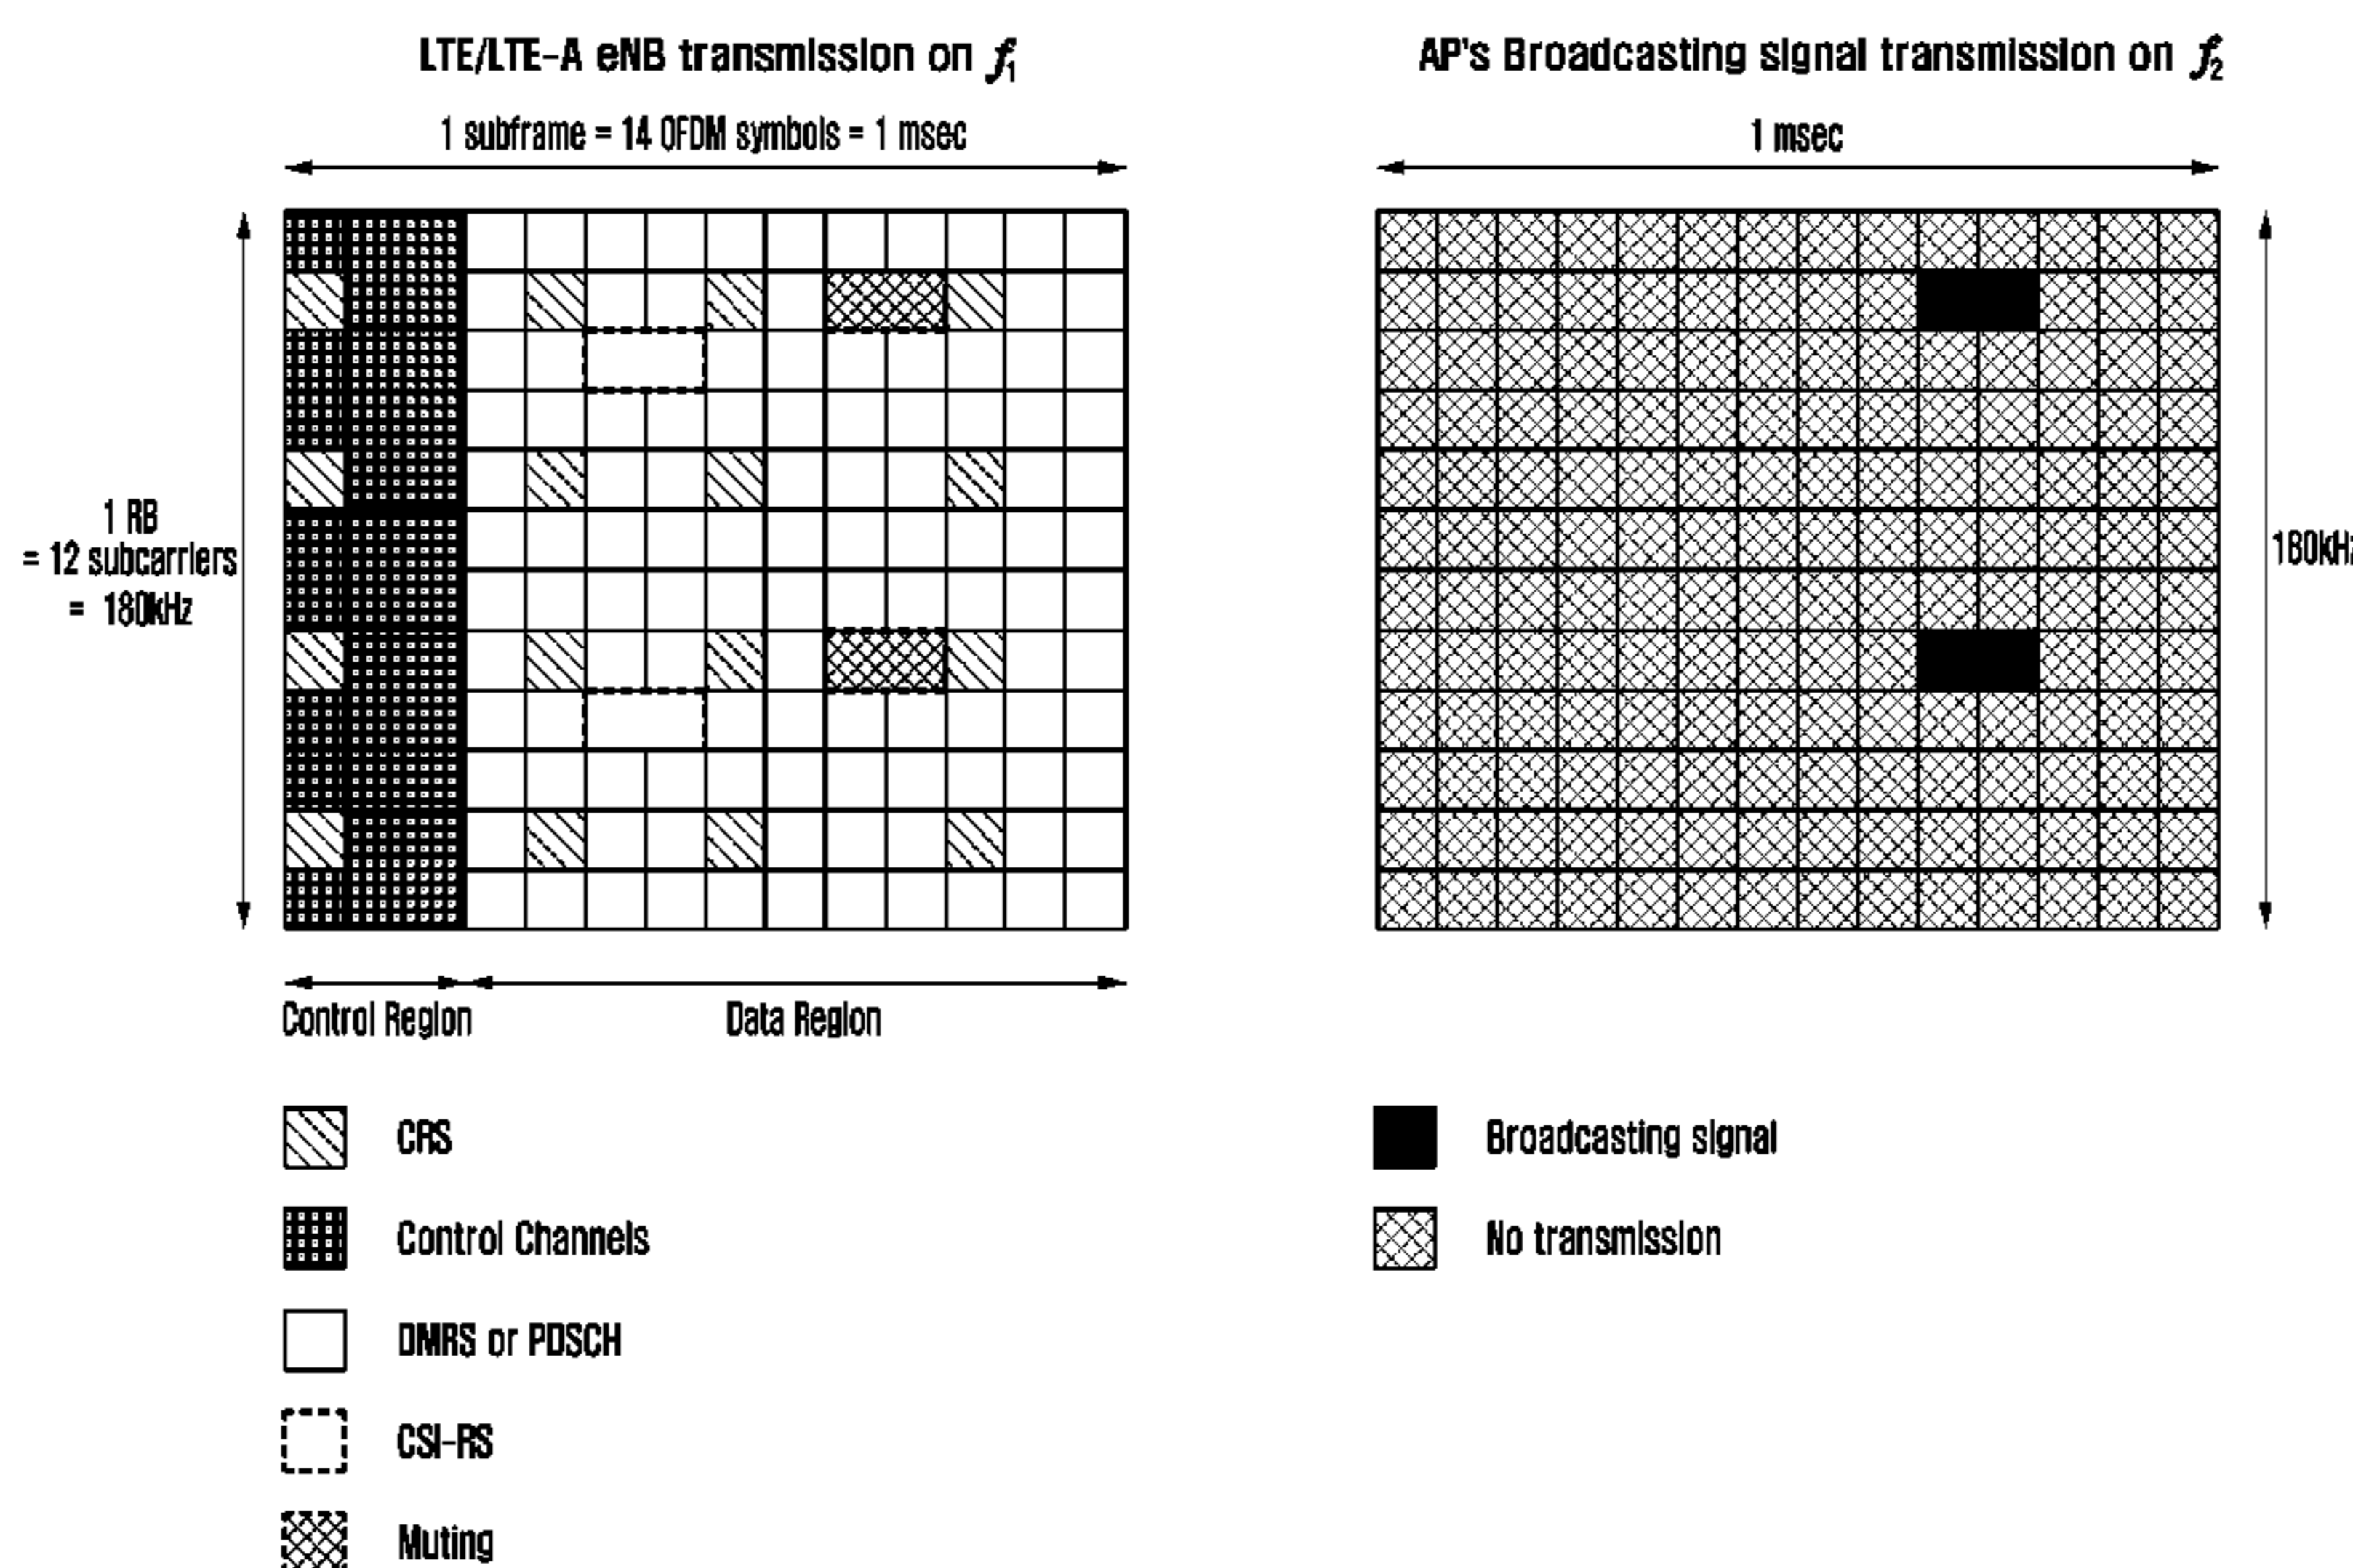 LTE/LTE-A eNB transmission on f1
1 subframe = 14 OFDM symbols = 1 msec
1 RB
= 12 subcarriers
= 180kHz
Control Region
Data Region
CRS
Control Channels
DMRS or PDSCH
CSI-RS
Muting
AP's Broadcasting signal transmission on f2
1 msec
180kHz
Broadcasting signal
No transmission